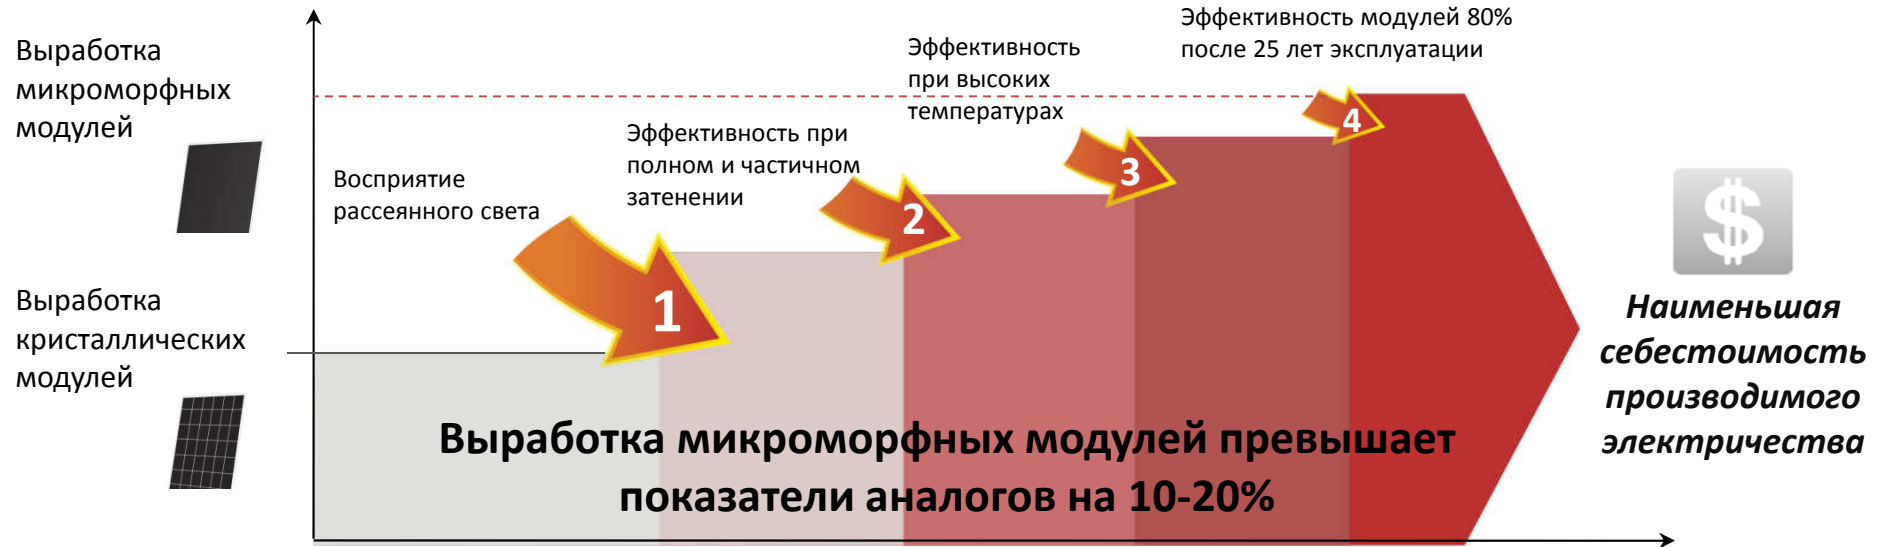 Выработка
микроморфных
модулей
Выработка
кристаллических
модулей
Восприятие
рассеянного света
1
Эффективность при
полном и частичном
затенении
2
Эффективность
при высоких
температурах
3
Эффективность модулей 80%
после 25 лет эксплуатации
4
Выработка микроморфных модулей превышает
показатели аналогов на 10-20%
$
Наименьшая
себестоимость
производимого
электричества